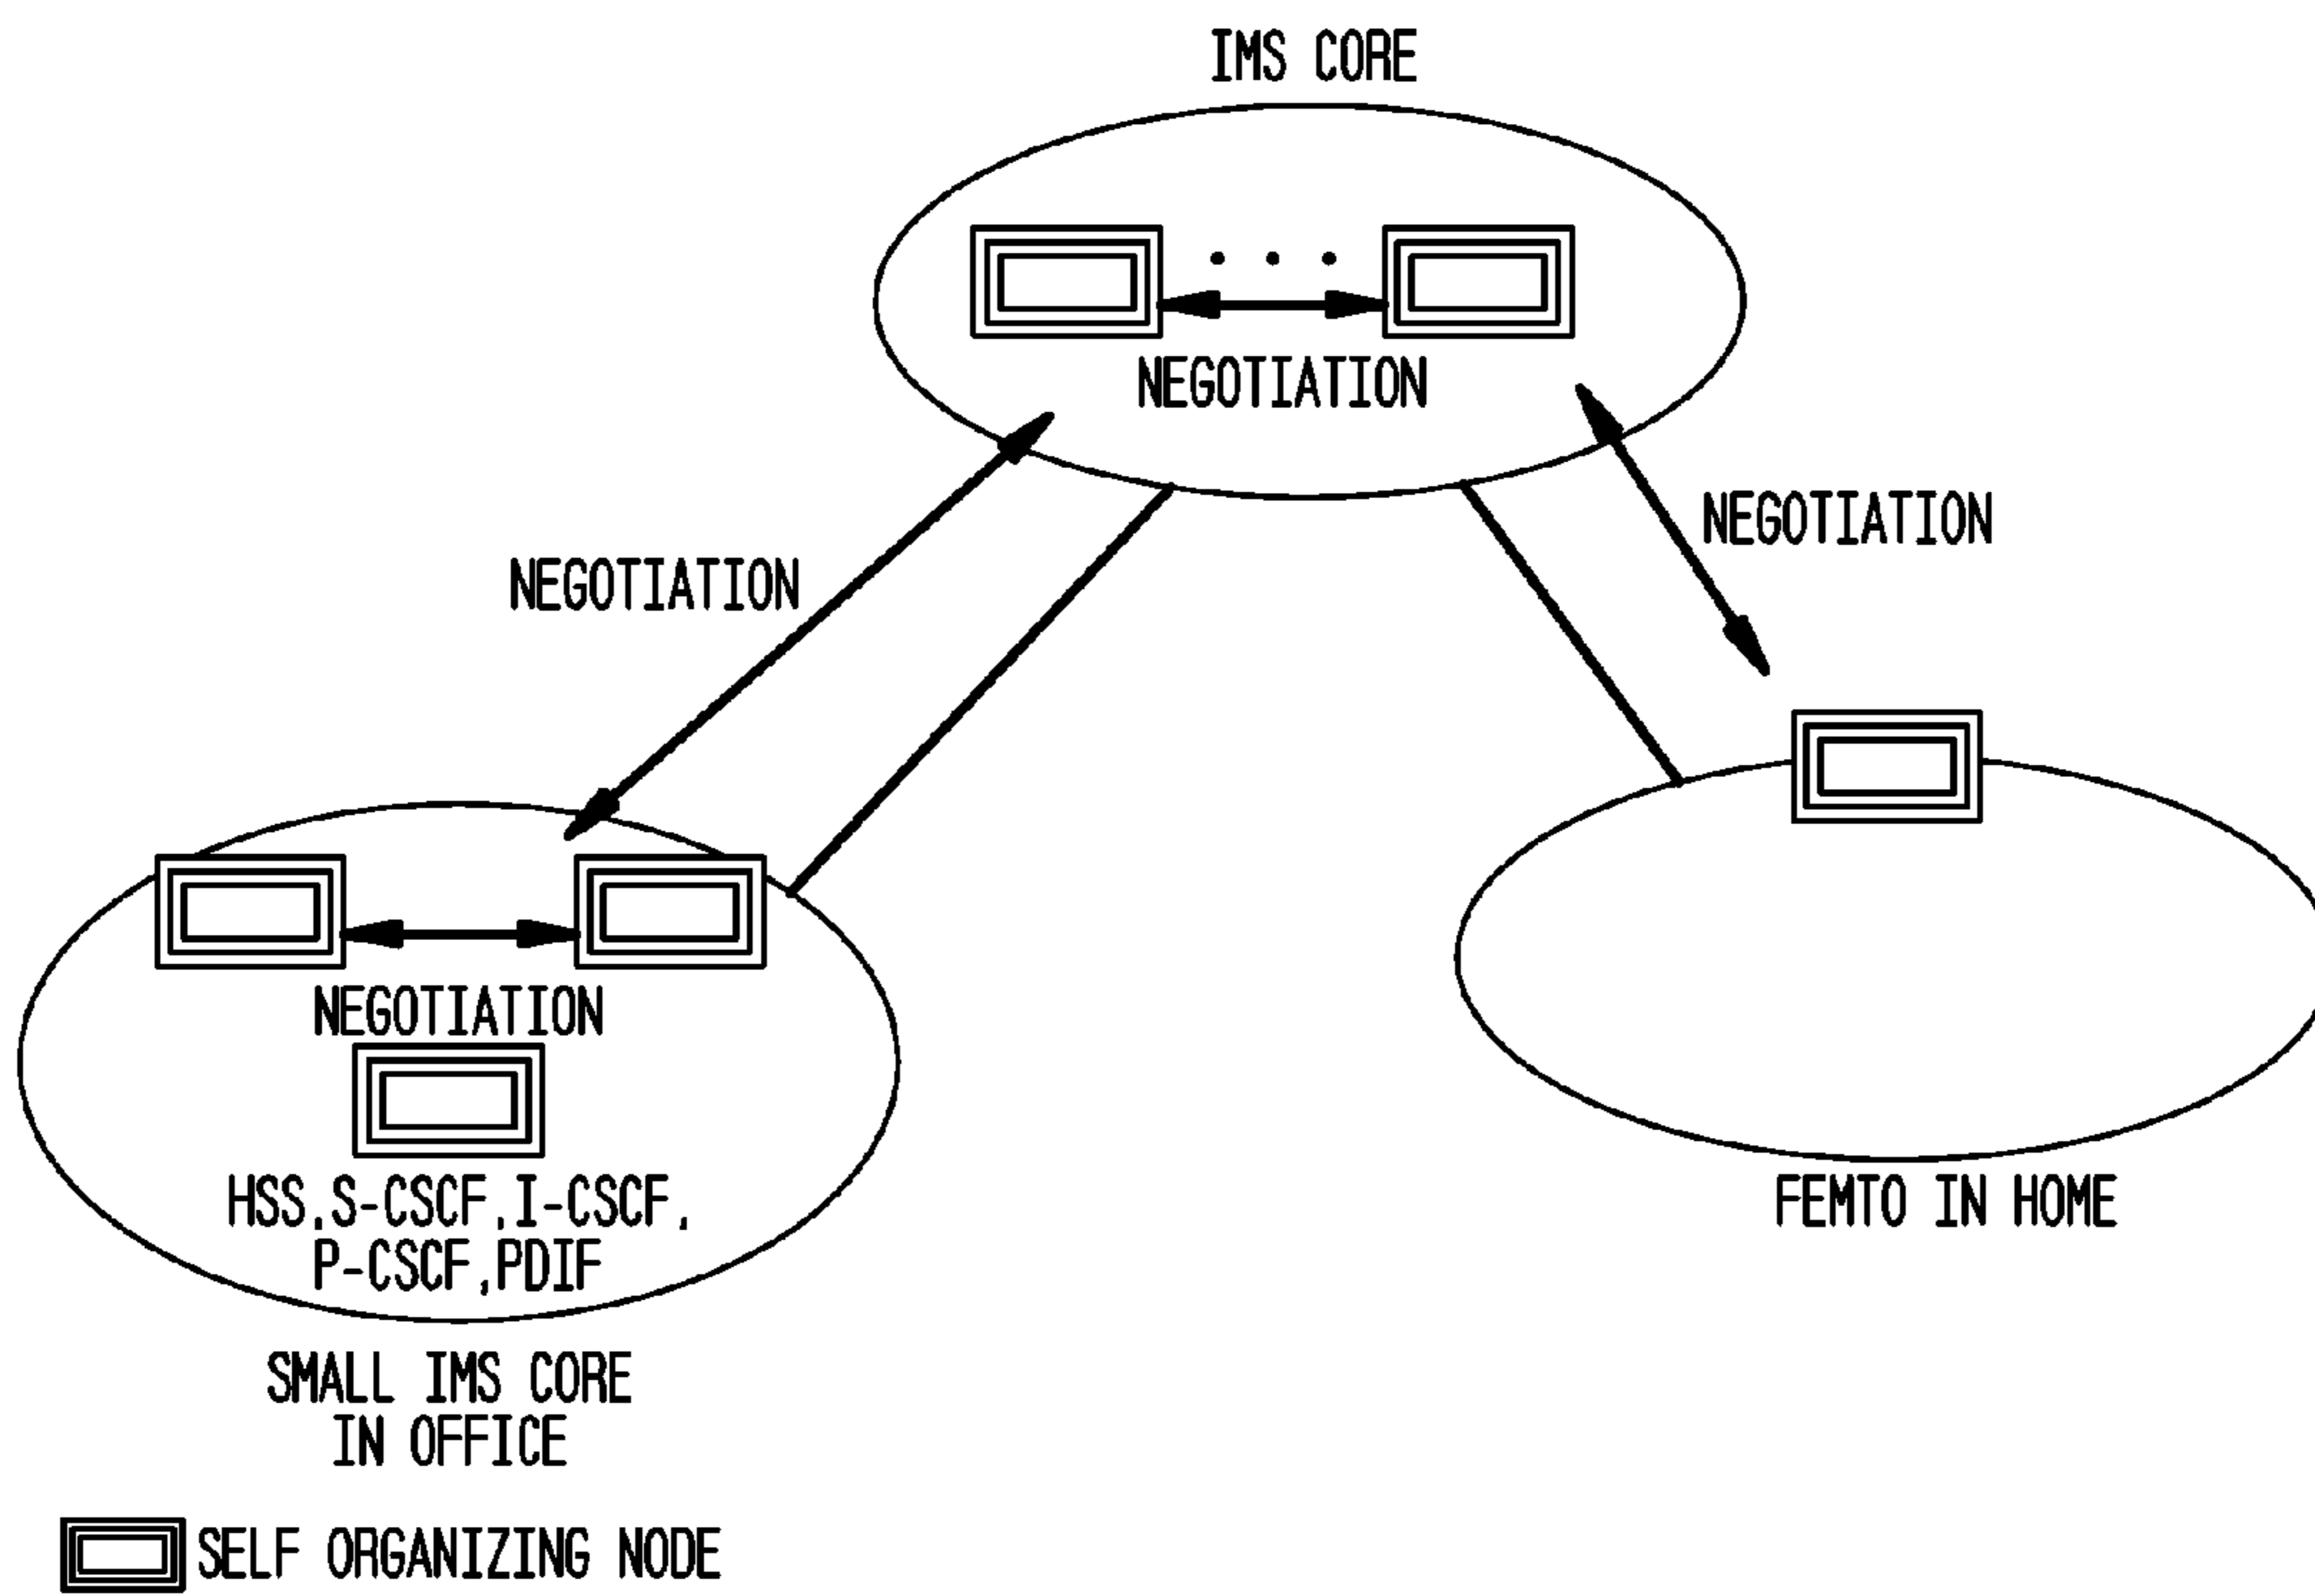 IMS CORE
NEGOTIATION
NEGOTIATION
NEGOTIATION
NEGOTIATION
HSS,S-CSCF,I-CSCF,
P-CSCF,PDIF
FEMTO IN HOME
SMALL IMS CORE
IN OFFICE
SELF ORGANIZING NODE